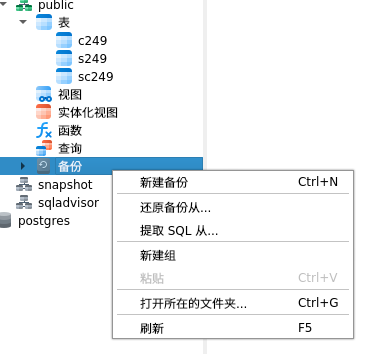 public
表
c249
s249
sc249
视图
实体化视图
函数
查询
备份
snapshot
sqladvisor
postgres
新建备份 Ctrl+N
还原备份从...
提取 SQL 从...
新建组
粘贴 Ctrl+V
打开所在的文件夹... Ctrl+G
刷新 F5